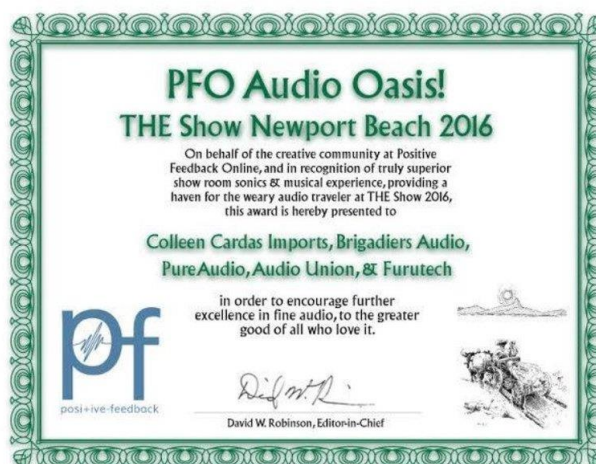 PFO Audio Oasis!
THE Show Newport Beach 2016
On behalf of the creative community at Positive
Feedback Online, and in recognition of truly superior
show room sonics & musical experience, providing a
haven for the weary audio traveler at THE Show 2016,
this award is hereby presented to
Colleen Cardas Imports, Brigadiers Audio,
PureAudio, Audio Union, & Furutech
in order to encourage further
excellence in fine audio, to the greater
good of all who love it.
pf
posi+ive-feedback
David W. Robinson, Editor-in-Chief